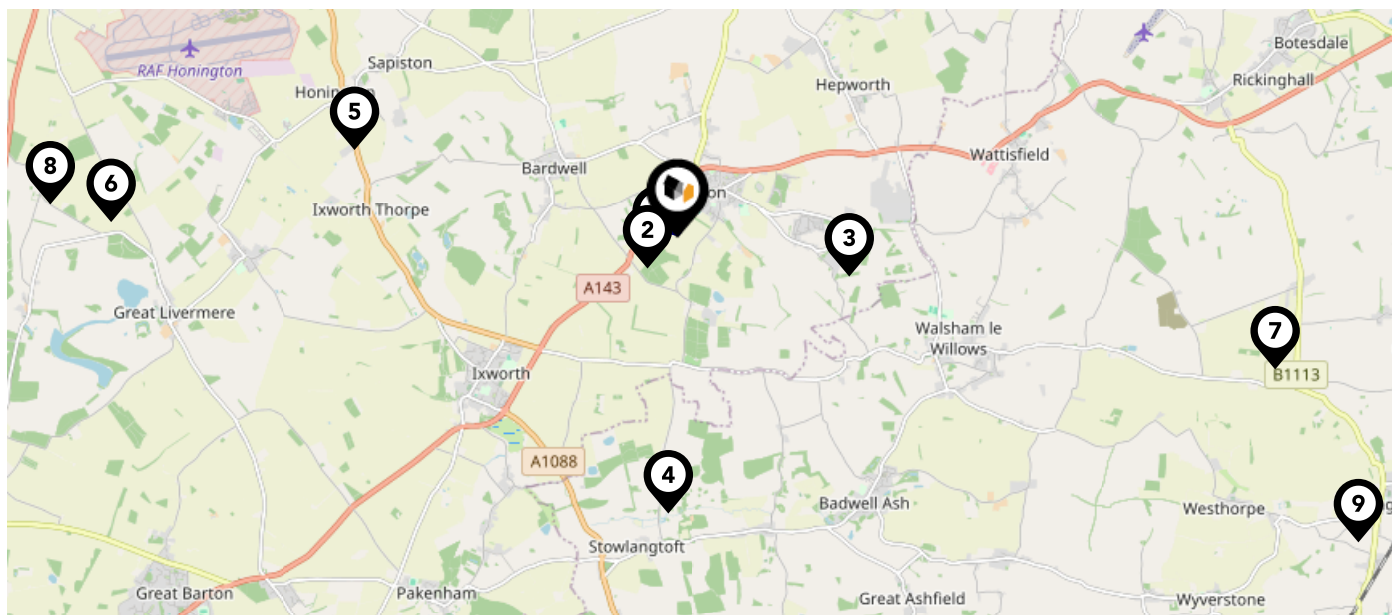 Botesdale
Sapiston
RAF Honington
Rickinghall
Hepworth
5
Wattisfield
8
Bardwell
6
Ixworth Thorpe
2
3
A143
Great Livermere
Walsham le
Willows
7
Ixworth
B1113
A1088
4
Badwell Ash
9
Westhorpe
Stowlangtoft
Great Barton
Pakenham
Great Ashfield
Wyverstone